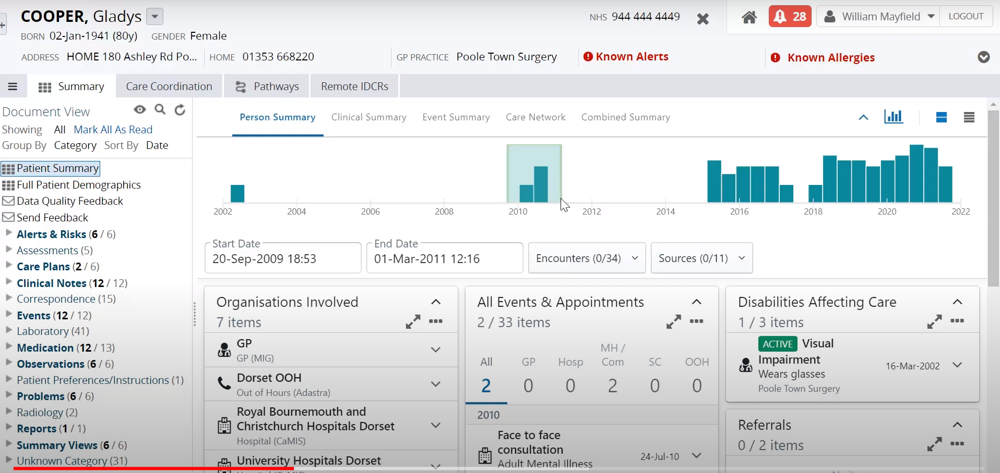 COOPER, Gladys
NHS 944 444 4449
28
William Mayfield
LOGOUT
BORN 02-Jan-1941 (80y) GENDER Female
ADDRESS HOME 180 Ashley Rd Po...
HOME 01353 668220
GP PRACTICE Poole Town Surgery
Known Alerts
Known Allergies
Summary
Care Coordination
Pathways
Remote IDCRs
Document View
Showing All Mark All As Read
Group By Category Sort By Date
Patient Summary
Full Patient Demographics
Data Quality Feedback
Send Feedback
Alerts & Risks (6 / 6)
Assessments (5)
Care Plans (2 / 6)
Clinical Notes (12 / 12)
Correspondence (15)
Events (12 / 12)
Laboratory (41)
Medication (12 / 13)
Observations (6 / 6)
Patient Preferences/Instructions (1)
Problems (6 / 6)
Radiology (2)
Reports (1 / 1)
Summary Views (6 / 6)
Unknown Category (31)
Person Summary
Clinical Summary
Event Summary
Care Network
Combined Summary
2002 2004 2006 2008 2010 2012 2014 2016 2018 2020 2022
Start Date
20-Sep-2009 18:53
End Date
01-Mar-2011 12:16
Encounters (0/34)
Sources (0/11)
Organisations Involved
7 items
GP
GP (MIG)
Dorset OOH
Out of Hours (Adastra)
Royal Bournemouth and
Christchurch Hospitals Dorset
Hospital (CaMIS)
University Hospitals Dorset
All Events & Appointments
2 / 33 items
All GP Hosp MH / Com SC OOH
2 0 0 2 0 0
2010
Face to face
consultation
Adult Mental Illness
24-Jul-10
Disabilities Affecting Care
1 / 3 items
ACTIVE Visual
Impairment
Wears glasses
Poole Town Surgery
16-Mar-2002
Referrals
0 / 2 items